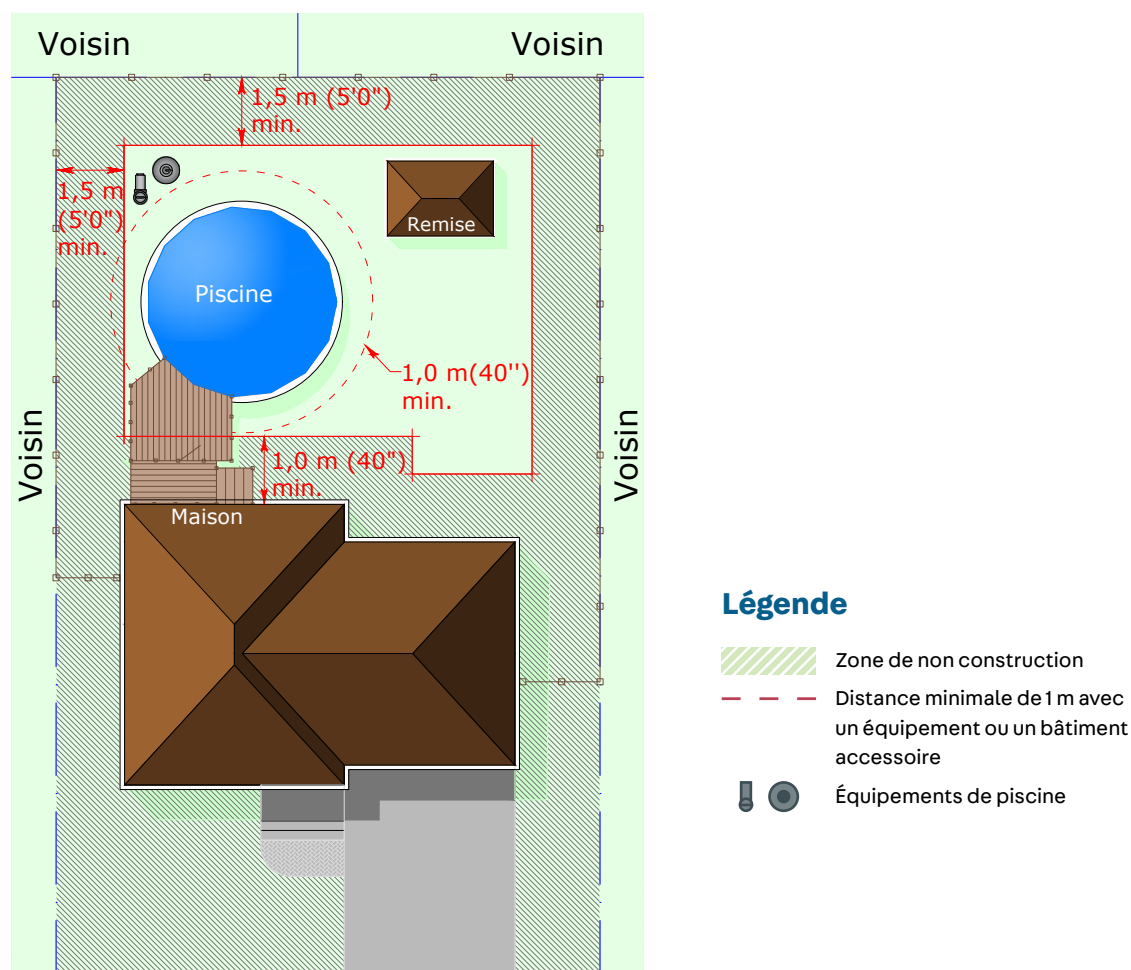 Voisin
Voisin
1,5 m (5'0")
min.
1,5 m
(5'0")
min.
Remise
Piscine
1,0 m(40'')
min.
Voisin
Voisin
1,0 m (40")
min.
Maison
Légende
Zone de non construction
Distance minimale de 1 m avec
un équipement ou un bâtiment
accessoire
Équipements de piscine